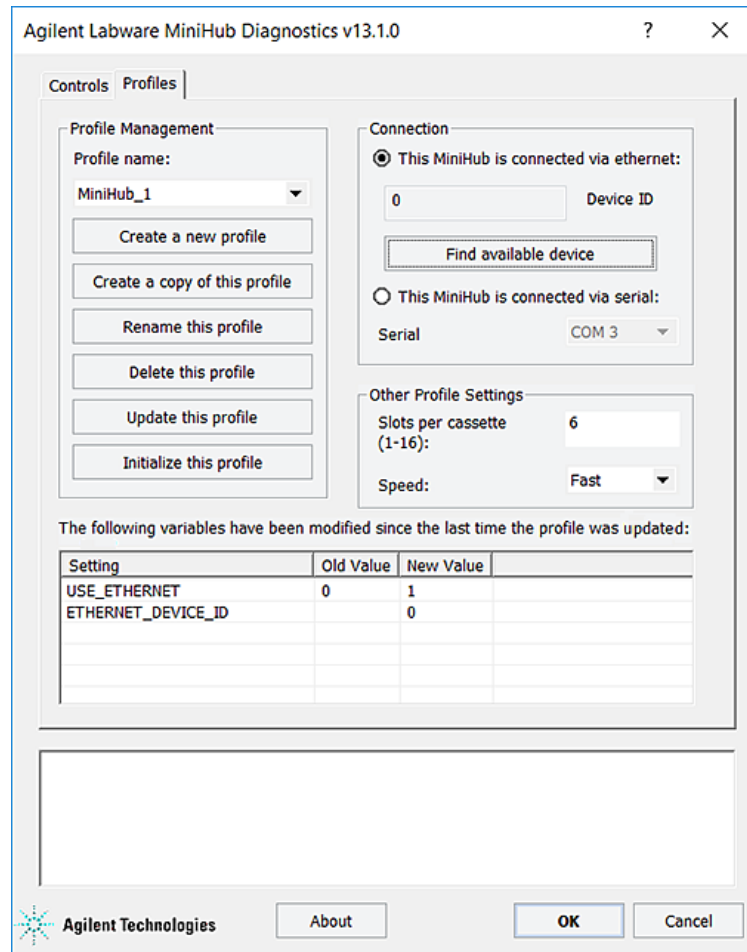 Agilent Labware MiniHub Diagnostics v13.1.0 ?
Controls Profiles
Profile Management
Profile name:
MiniHub_1
Create a new profile
Create a copy of this profile
Rename this profile
Delete this profile
Update this profile
Initialize this profile
Connection
This MiniHub is connected via ethernet:
0 Device ID
Find available device
This MiniHub is connected via serial:
Serial COM 3
Other Profile Settings
Slots per cassette
(1-16): 6
Speed: Fast
The following variables have been modified since the last time the profile was updated:
Setting Old Value New Value
USE_ETHERNET 0 1
ETHERNET_DEVICE_ID 0
Agilent Technologies About OK Cancel